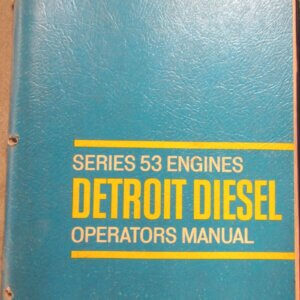 SERIES 53 ENGINES
DETROIT DIESEL
OPERATORS MANUAL